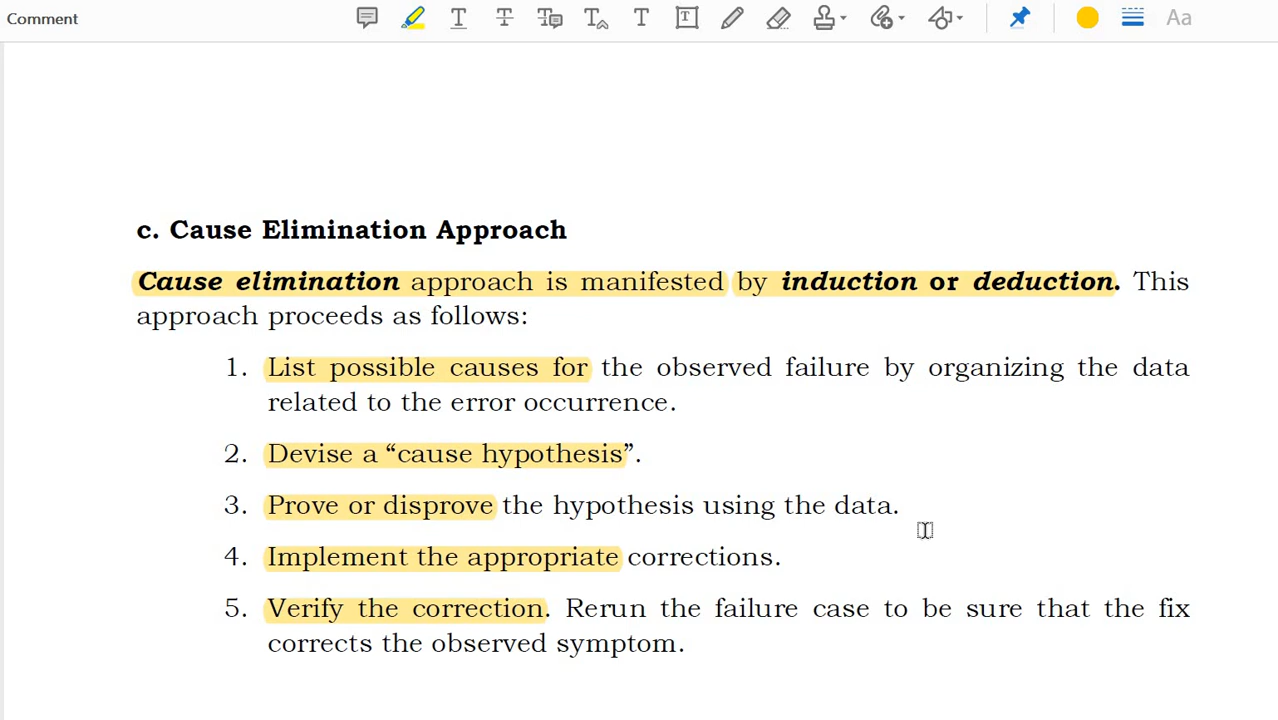 Comment
Aa
c. Cause Elimination Approach
Cause elimination approach is manifested by induction or deduction. This
approach proceeds as follows:
1. List possible causes for the observed failure by organizing the data
related to the error occurrence.
2. Devise a “cause hypothesis”.
3. Prove or disprove the hypothesis using the data.
4. Implement the appropriate corrections.
5. Verify the correction. Rerun the failure case to be sure that the fix
corrects the observed symptom.